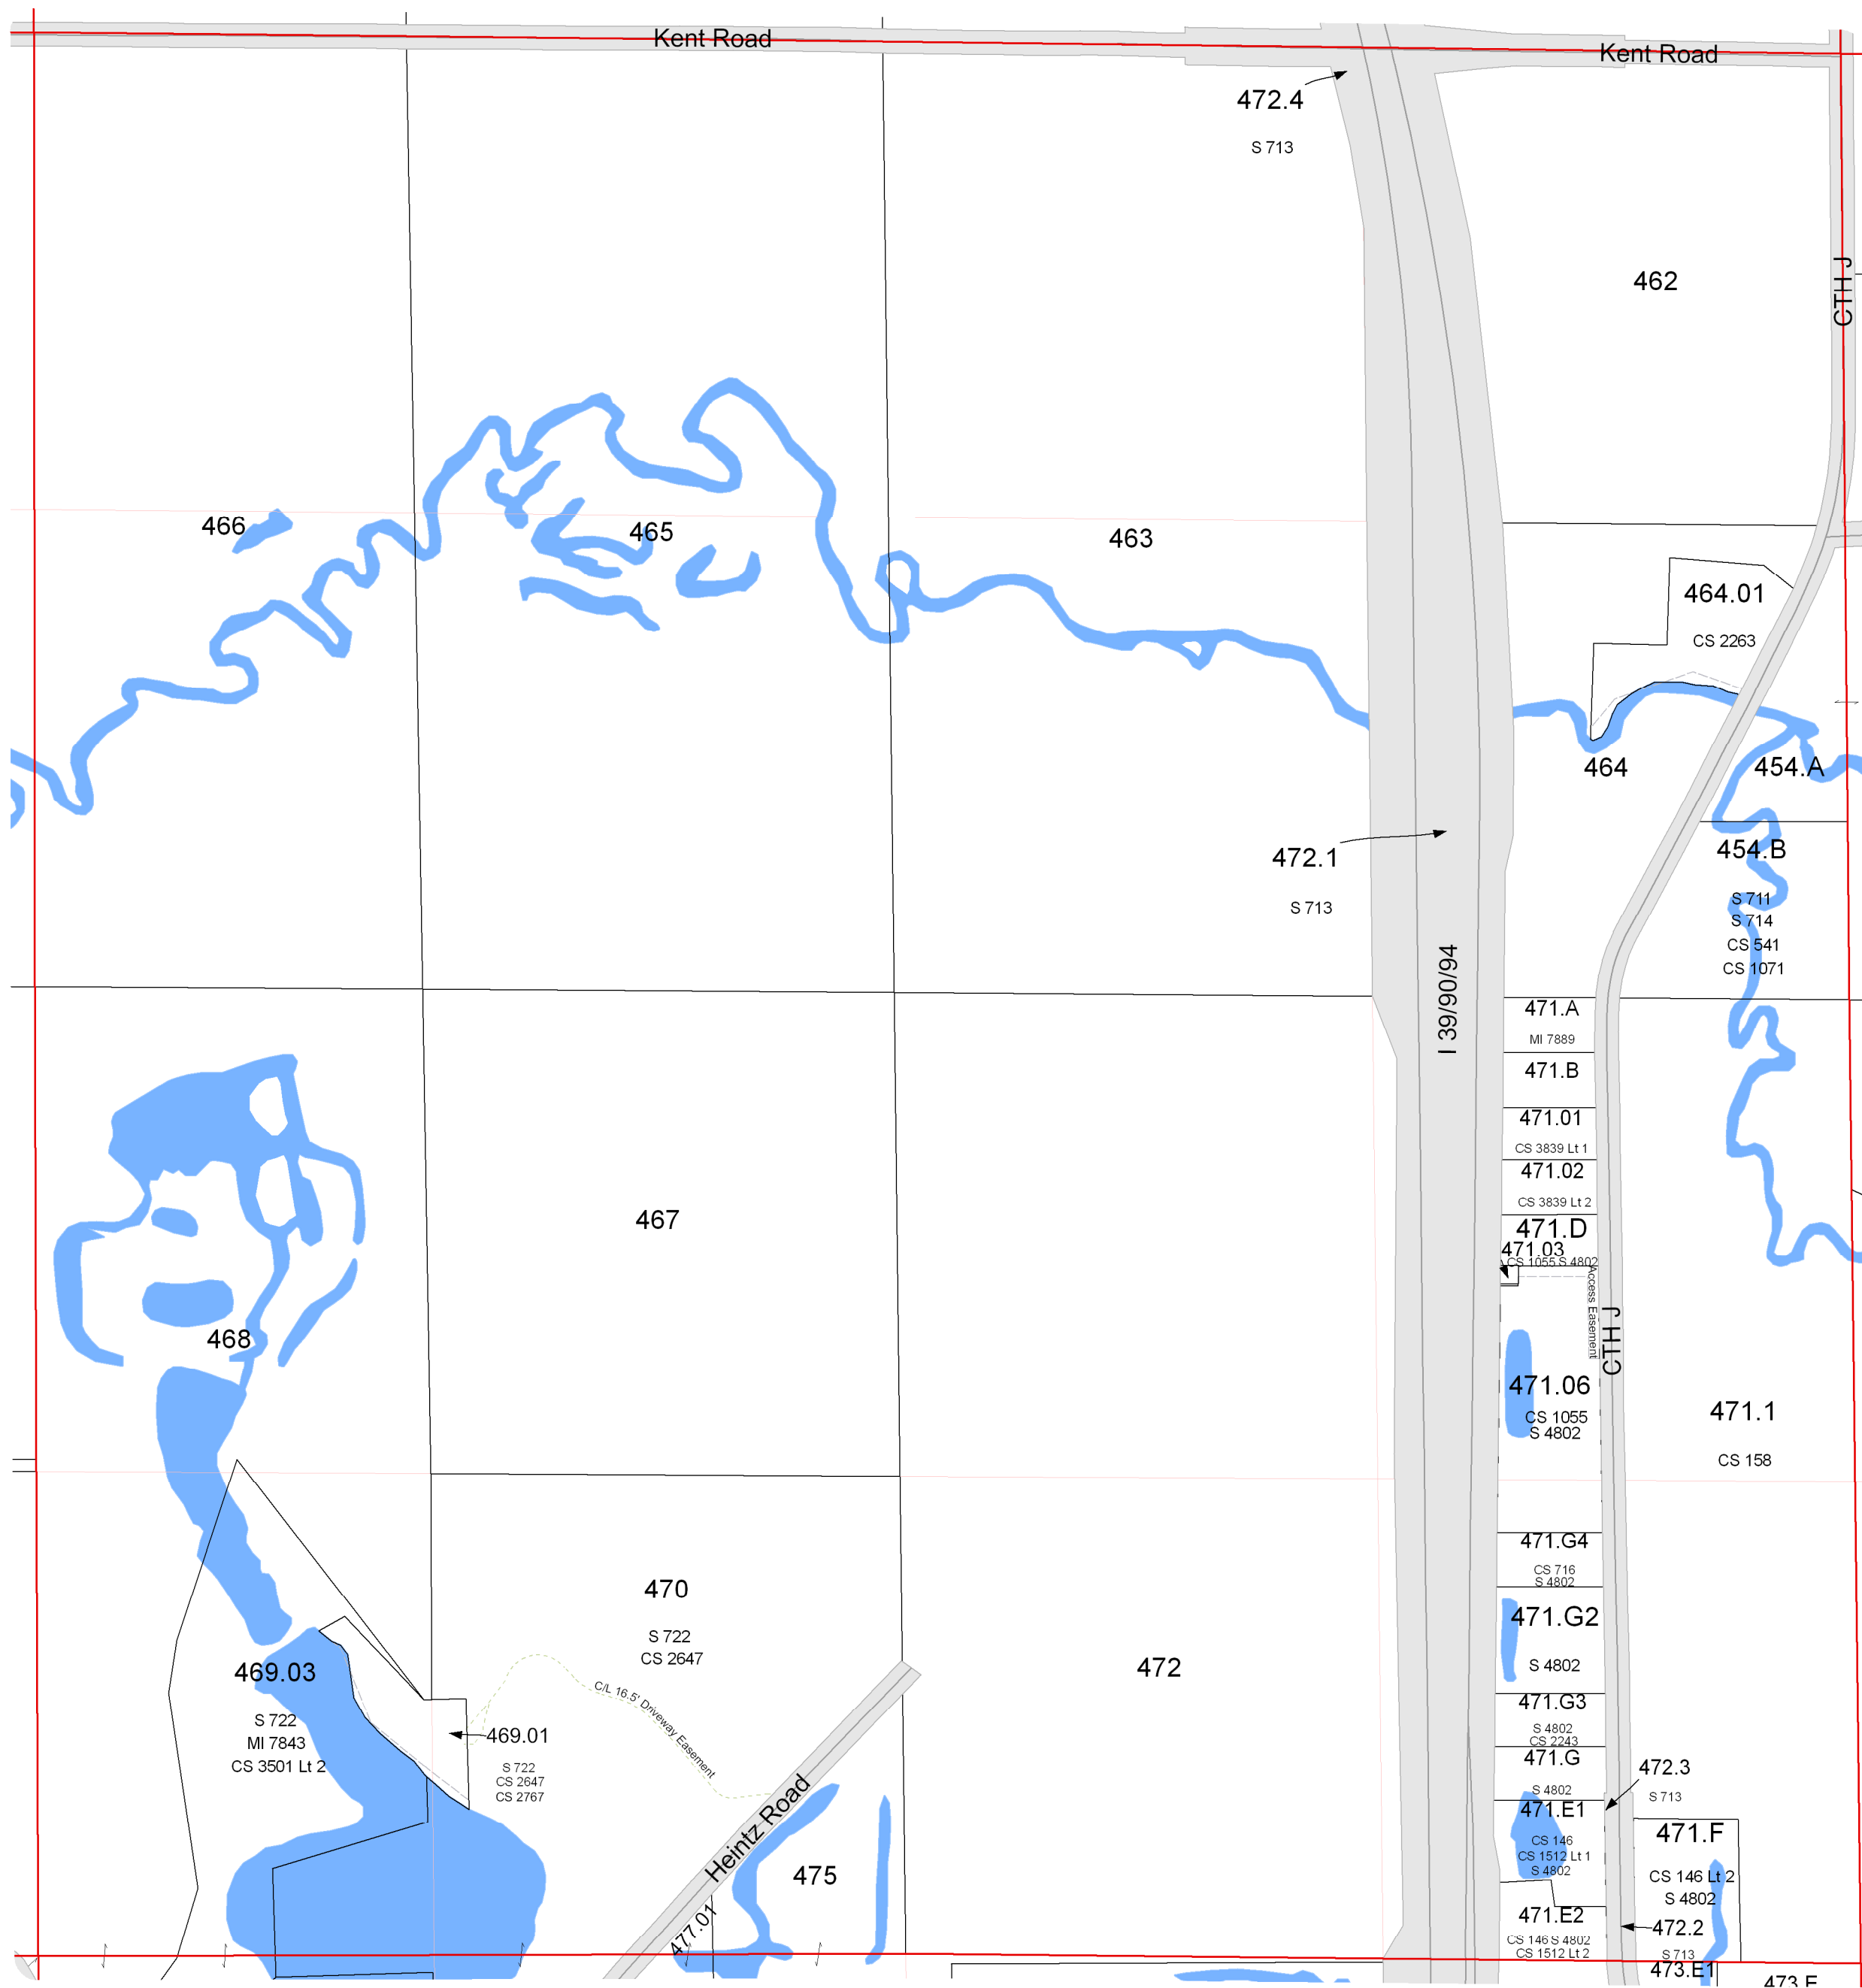 Kent Road
Kent Road
472.4
S 713
462
CTH J
466
465
463
464.01
CS 2263
464
454.A
472.1
S 713
454.B
S 711
S 714
CS 541
CS 1071
I 39/90/94
471.A
MI 7889
471.B
471.01
CS 3839 Lt 1
471.02
CS 3839 Lt 2
471.D
471.03
CS 1055 S 4802
Access Easement
CTH J
467
468
471.06
CS 1055
S 4802
471.1
CS 158
471.G4
CS 716
S 4802
470
S 722
CS 2647
471.G2
S 4802
472
469.03
S 722
MI 7843
CS 3501 Lt 2
C/L 16.5' Driveway Easement
469.01
S 722
CS 2647
CS 2767
471.G3
S 4802
CS 2243
471.G
S 4802
472.3
S 713
Heintz Road
471.E1
CS 146
CS 1512 Lt 1
S 4802
471.F
CS 146 Lt 2
S 4802
475
477.01
471.E2
CS 146 S 4802
CS 1512 Lt 2
472.2
S 713
473.E1